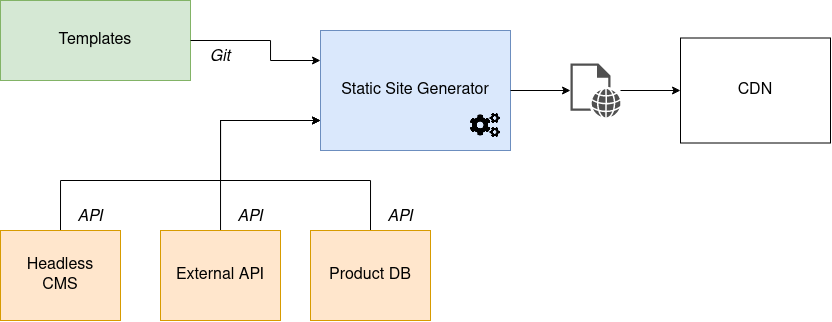 Templates
Git
Static Site Generator
CDN
API
API
API
Headless
CMS
External API
Product DB